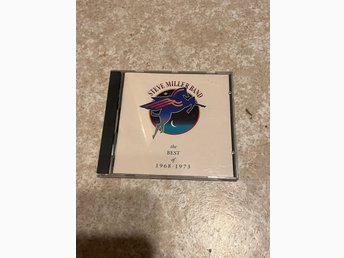 STEVE MILLER BAND
the
BEST
of
1968-1973